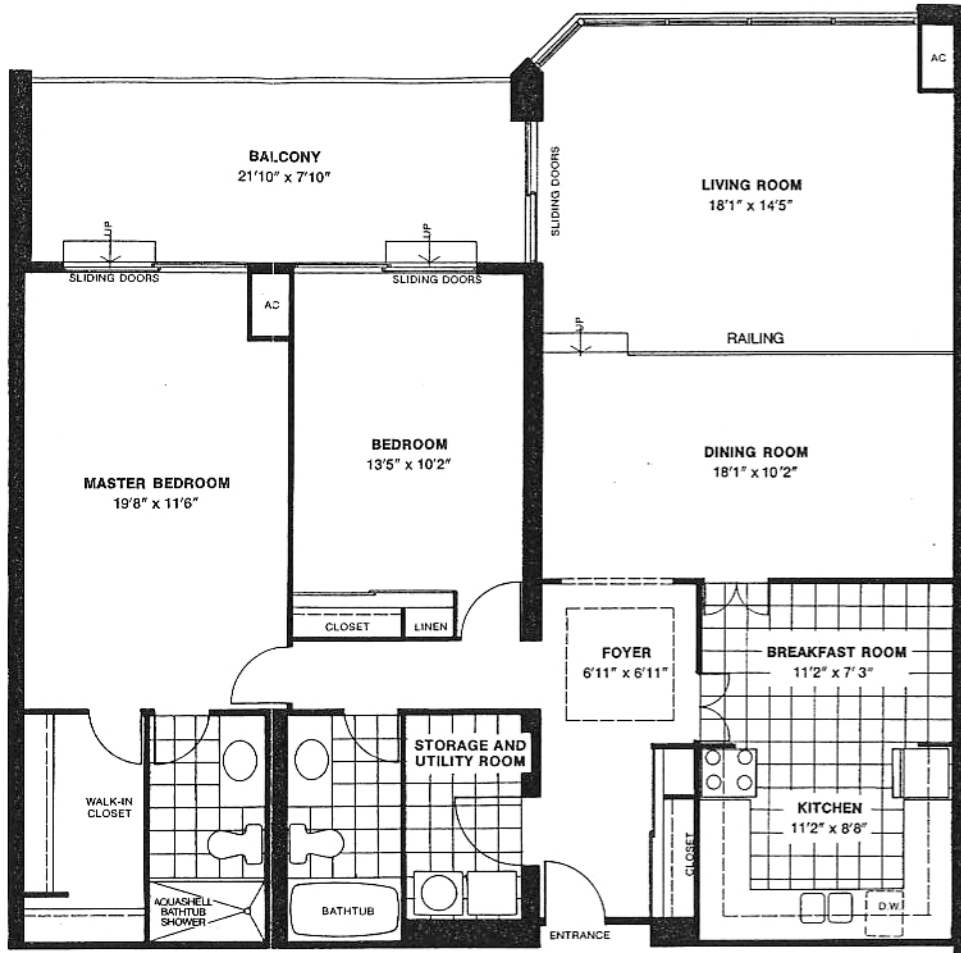 AC
BALCONY
21'10" x 7'10"
SLIDING DOORS
LIVING ROOM
18'1" x 14'5"
UP
UP
SLIDING DOORS
SLIDING DOORS
AC
UP
RAILING
BEDROOM
13'5" x 10'2"
DINING ROOM
18'1" x 10'2"
MASTER BEDROOM
19'8" x 11'6"
CLOSET
LINEN
FOYER
6'11" x 6'11"
BREAKFAST ROOM
11'2" x 7'3"
STORAGE AND
UTILITY ROOM
WALK-IN
CLOSET
KITCHEN
11'2" x 8'8"
CLOSET
AQUASHELL
BATHTUB
SHOWER
BATHTUB
D.W.
ENTRANCE